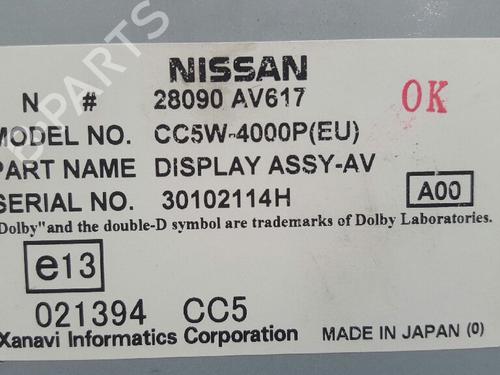 NISSAN
N # 28090 AV617 OK
MODEL NO. CC5W-4000P(EU)
PART NAME DISPLAY ASSY-AV
SERIAL NO. 30102114H A00
Dolby" and the double-D symbol are trademarks of Dolby Laboratories.
e13
021394 CC5
Xanavi Informatics Corporation MADE IN JAPAN (0)
BPARTS